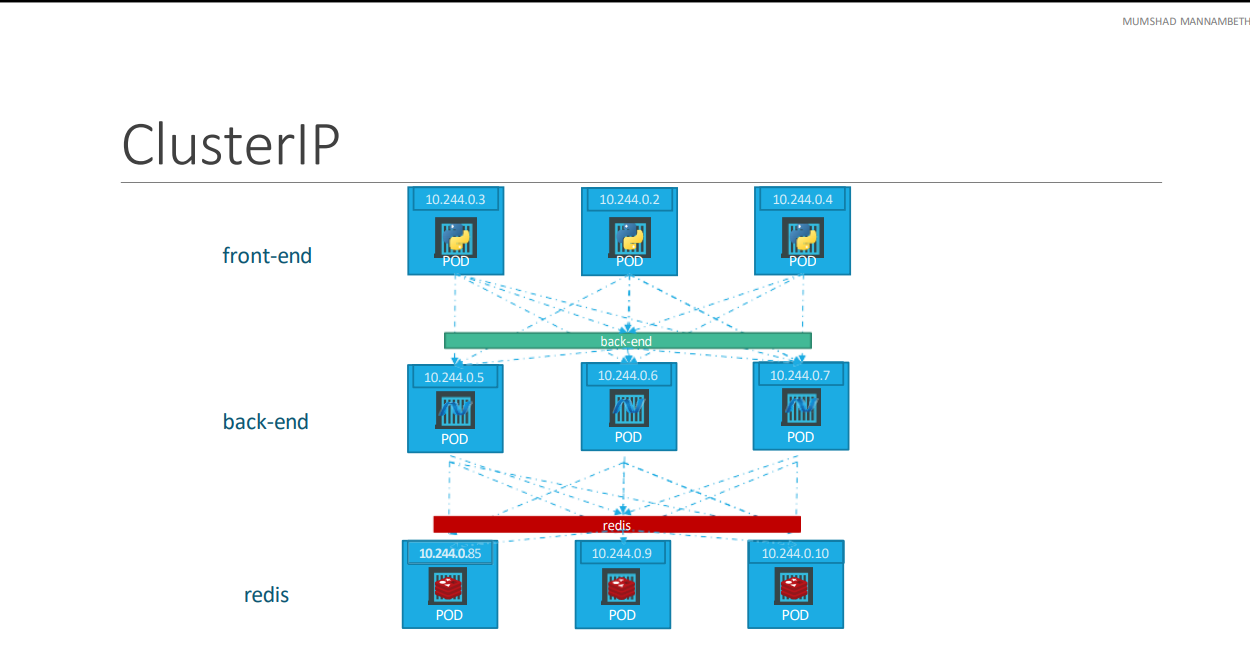 MUMSHAD MANNAMBETH
ClusterIP
10.244.0.3
10.244.0.2
10.244.0.4
front-end
POD
POD
POD
back-end
10.244.0.5
10.244.0.6
10.244.0.7
back-end
POD
POD
POD
redis
10.244.0.85
10.244.0.9
10.244.0.10
redis
POD
POD
POD